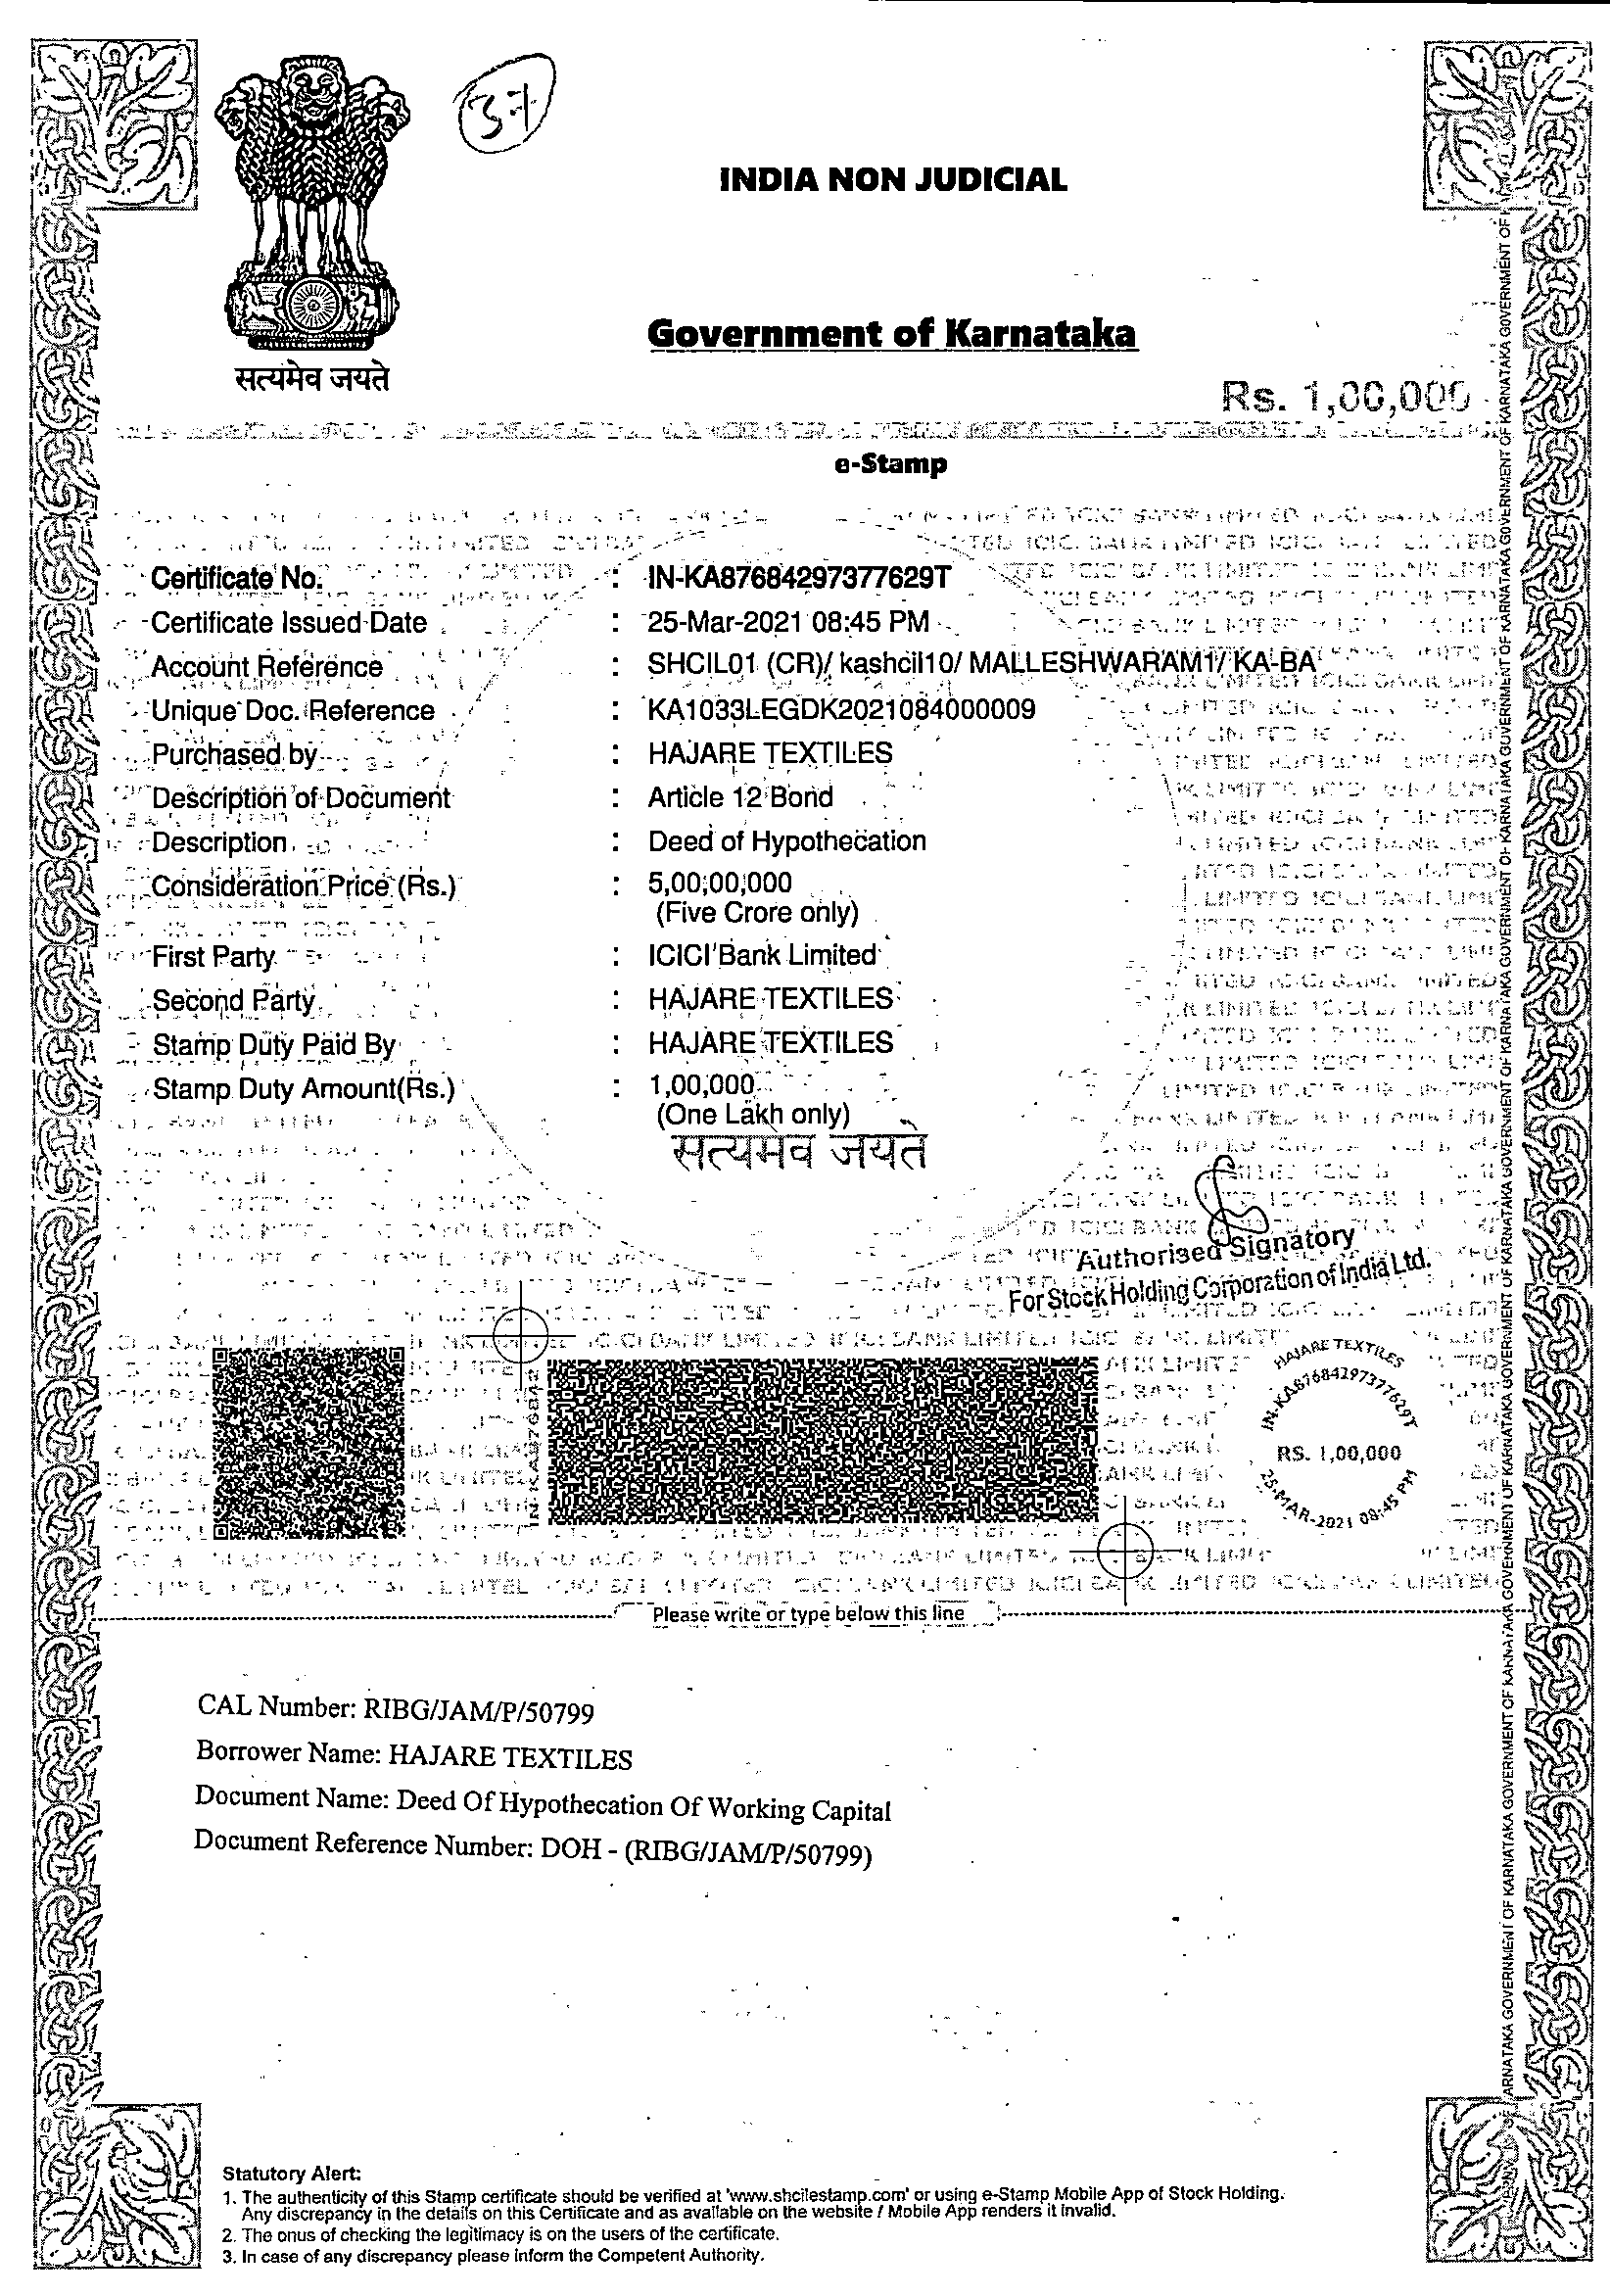 37
INDIA NON JUDICIAL
Government of Karnataka
सत्यमेव जयते
Rs. 1,00,000
e-Stamp
Certificate No. : IN-KA87684297377629T
Certificate Issued Date : 25-Mar-2021 08:45 PM
Account Reference : SHCIL01 (CR)/ kashcil10/ MALLESHWARAM1/ KA-BA
Unique Doc. Reference : KA1033LEGDK2021084000009
Purchased by : HAJARE TEXTILES
Description of Document : Article 12 Bond
Description : Deed of Hypothecation
Consideration Price (Rs.) : 5,00,00,000
(Five Crore only)
First Party : ICICI Bank Limited
Second Party : HAJARE TEXTILES
Stamp Duty Paid By : HAJARE TEXTILES
Stamp Duty Amount(Rs.) : 1,00,000
(One Lakh only)
सत्यमेव जयते
Authorised Signatory
For Stock Holding Corporation of India Ltd.
HAJARE TEXTILES
IN-KA87684297377629T
RS. 1,00,000
25-MAR-2021 08:45 PM
Please write or type below this line
CAL Number: RIBG/JAM/P/50799
Borrower Name: HAJARE TEXTILES
Document Name: Deed Of Hypothecation Of Working Capital
Document Reference Number: DOH - (RIBG/JAM/P/50799)
Statutory Alert:
1. The authenticity of this Stamp certificate should be verified at 'www.shcilestamp.com' or using e-Stamp Mobile App of Stock Holding.
Any discrepancy in the details on this Certificate and as available on the website / Mobile App renders it invalid.
2. The onus of checking the legitimacy is on the users of the certificate.
3. In case of any discrepancy please inform the Competent Authority.